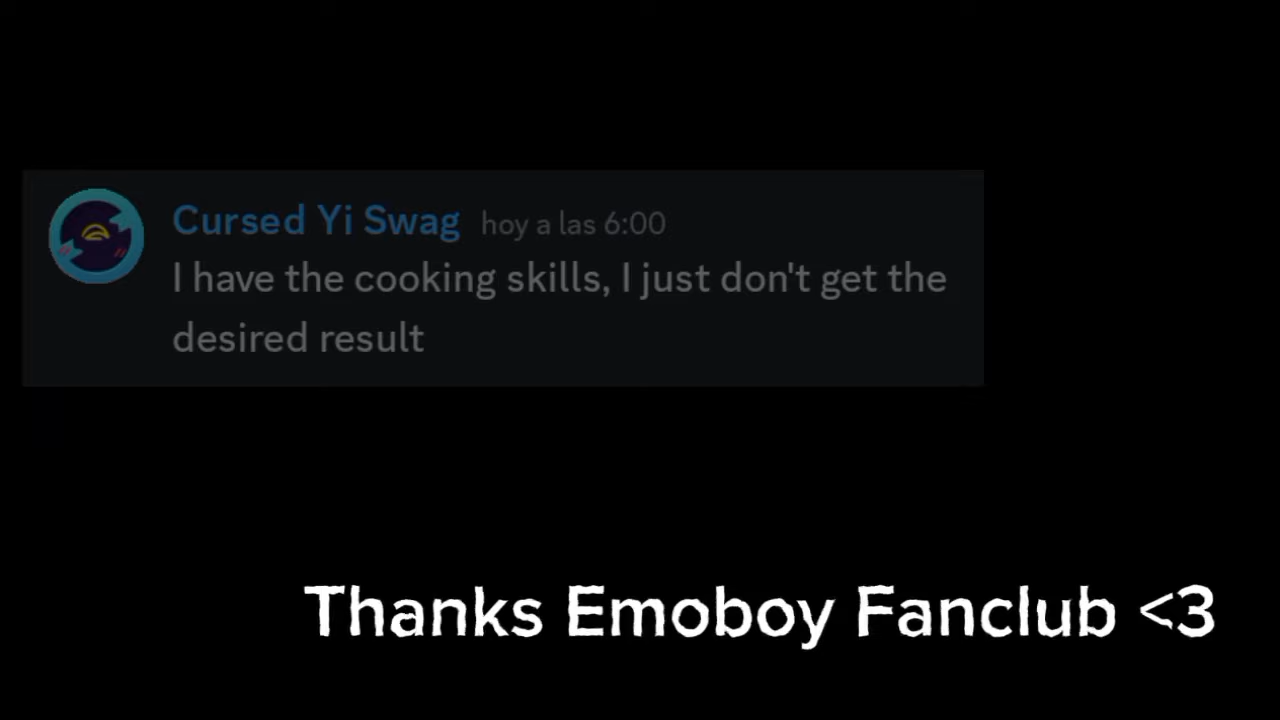 Cursed Yi Swag hoy a las 6:00
I have the cooking skills, I just don't get the
desired result
Thanks Emoboy Fanclub <3